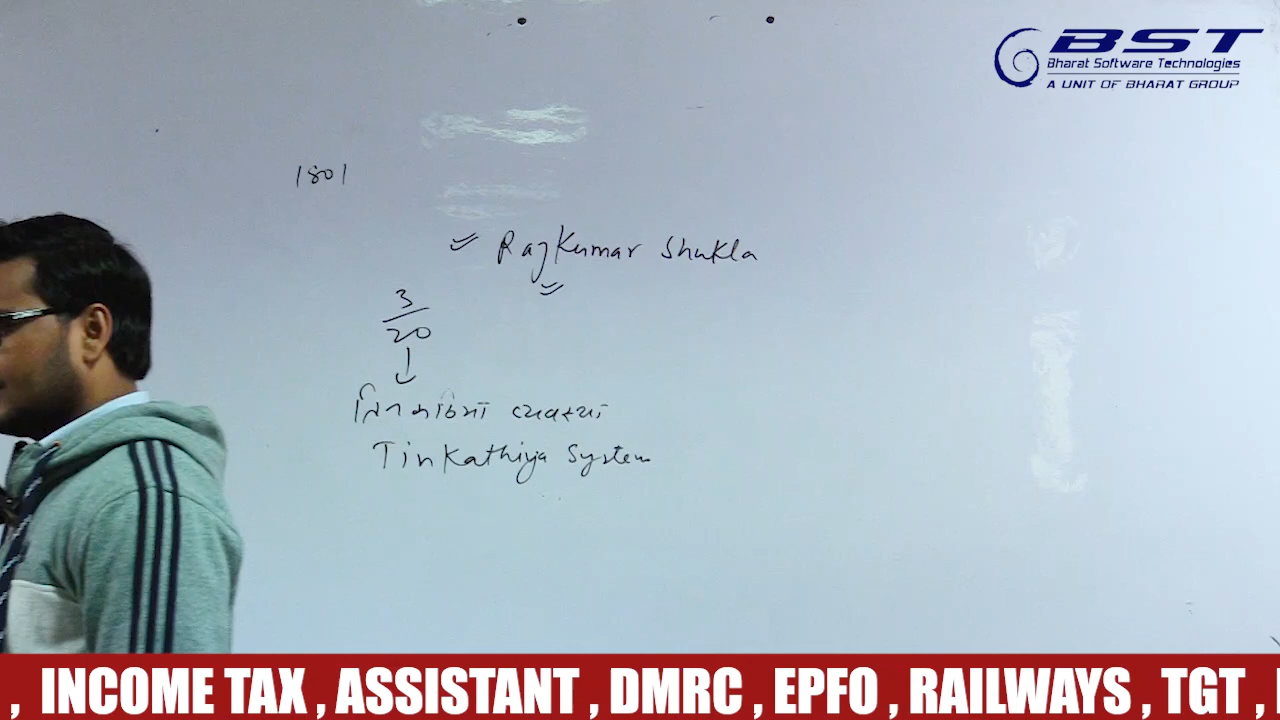 BST
Bharat Software Technologies
A UNIT OF BHARAT GROUP
1801
Rajkumar Shukla
3
20
तिनकठिया व्यवस्था
Tinkathiya System
, INCOME TAX , ASSISTANT , DMRC , EPFO , RAILWAYS , TGT ,